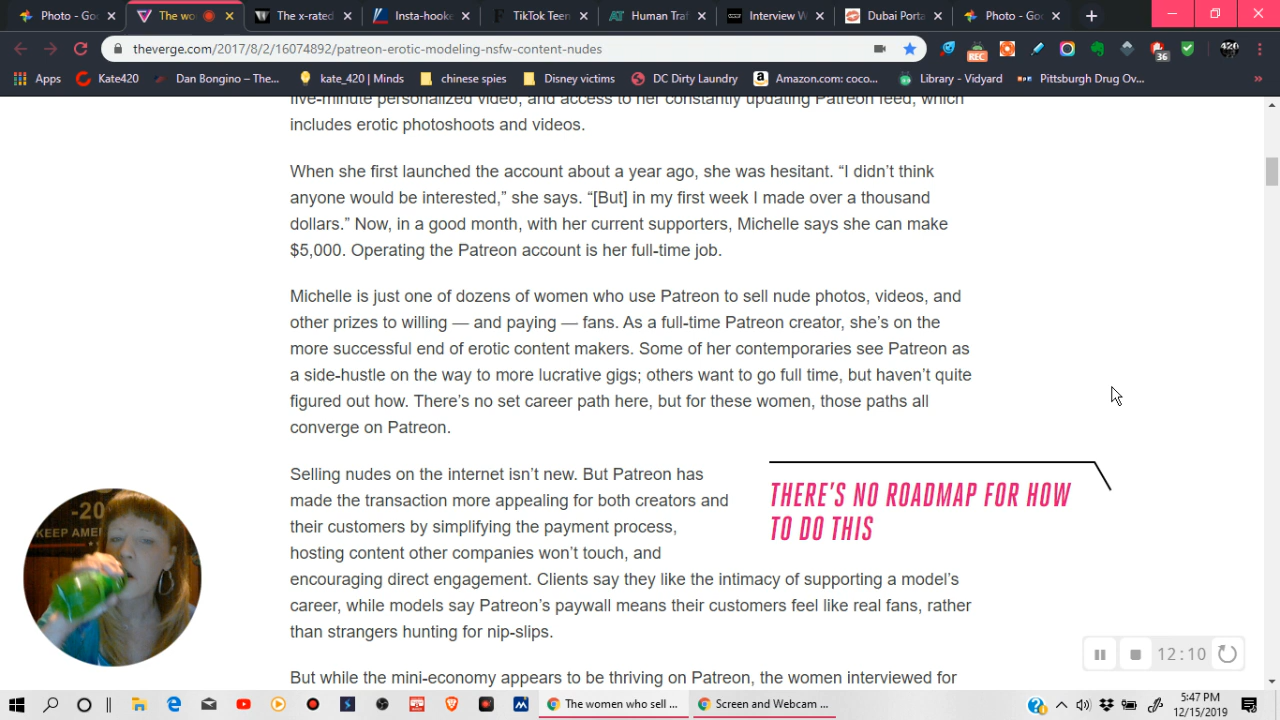 Photo - Goo
The wo
The x-rated
Insta-hooke
TikTok Teen
Human Traf
Interview W
Dubai Porta
Photo - Goo
theverge.com/2017/8/2/16074892/patreon-erotic-modeling-nsfw-content-nudes
REC
36
420
Apps
Kate420
Dan Bongino – The...
kate_420 | Minds
chinese spies
Disney victims
DC Dirty Laundry
Amazon.com: coco...
Library - Vidyard
Pittsburgh Drug Ov...
»
five-minute personalized video, and access to her constantly updating Patreon feed, which
includes erotic photoshoots and videos.
When she first launched the account about a year ago, she was hesitant. “I didn’t think
anyone would be interested,” she says. “[But] in my first week I made over a thousand
dollars.” Now, in a good month, with her current supporters, Michelle says she can make
$5,000. Operating the Patreon account is her full-time job.
Michelle is just one of dozens of women who use Patreon to sell nude photos, videos, and
other prizes to willing — and paying — fans. As a full-time Patreon creator, she’s on the
more successful end of erotic content makers. Some of her contemporaries see Patreon as
a side-hustle on the way to more lucrative gigs; others want to go full time, but haven’t quite
figured out how. There’s no set career path here, but for these women, those paths all
converge on Patreon.
Selling nudes on the internet isn’t new. But Patreon has
made the transaction more appealing for both creators and
their customers by simplifying the payment process,
hosting content other companies won’t touch, and
encouraging direct engagement. Clients say they like the intimacy of supporting a model’s
career, while models say Patreon’s paywall means their customers feel like real fans, rather
than strangers hunting for nip-slips.
THERE'S NO ROADMAP FOR HOW
TO DO THIS
But while the mini-economy appears to be thriving on Patreon, the women interviewed for
-20
KEEP AME
12:10
The women who sell ...
Screen and Webcam ...
5:47 PM
12/15/2019